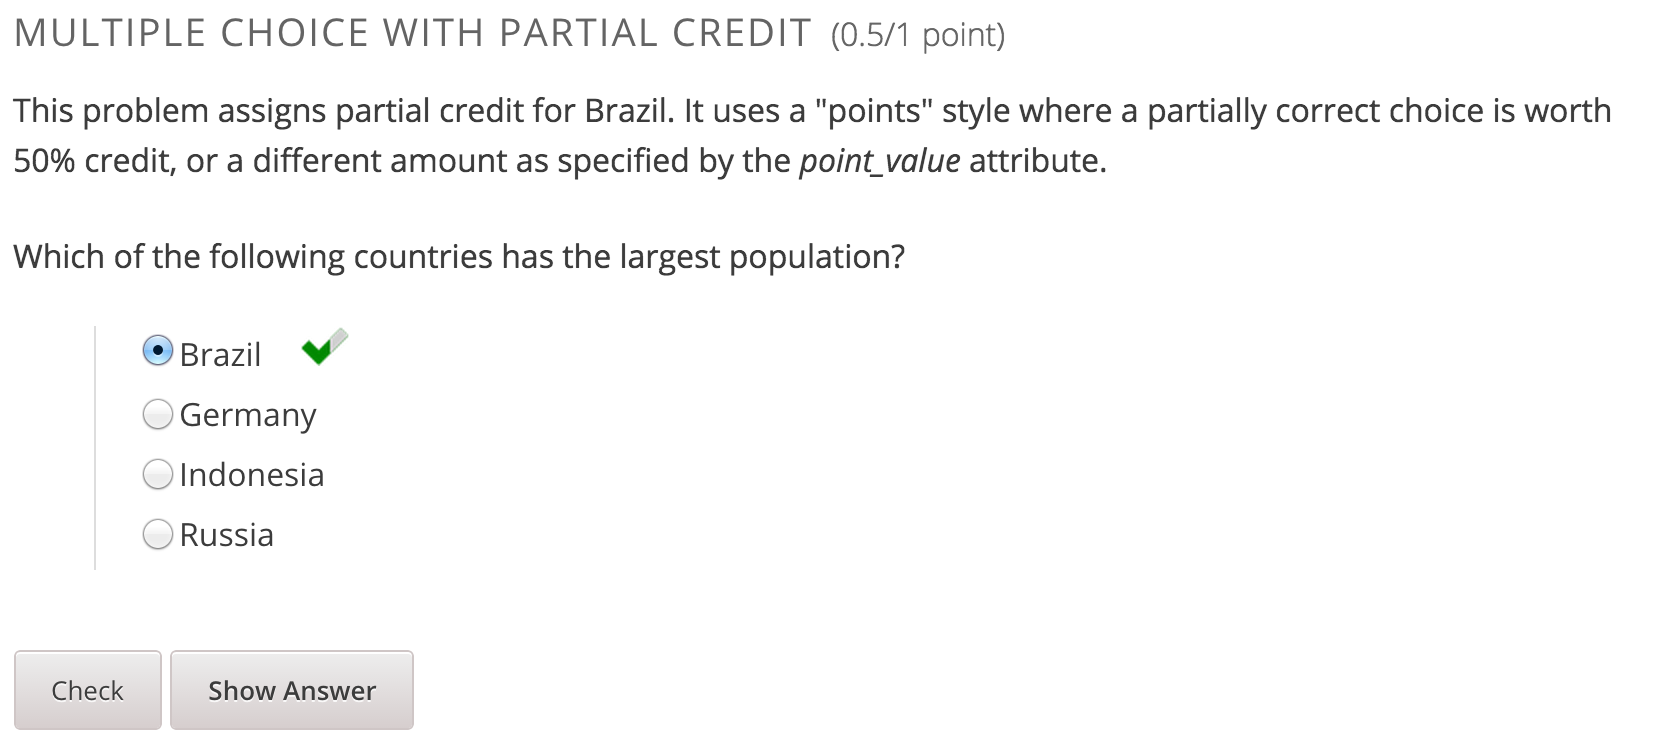 MULTIPLE CHOICE WITH PARTIAL CREDIT (0.5/1 point)
This problem assigns partial credit for Brazil. It uses a "points" style where a partially correct choice is worth
50% credit, or a different amount as specified by the point_value attribute.
Which of the following countries has the largest population?
Brazil
Germany
Indonesia
Russia
Check Show Answer